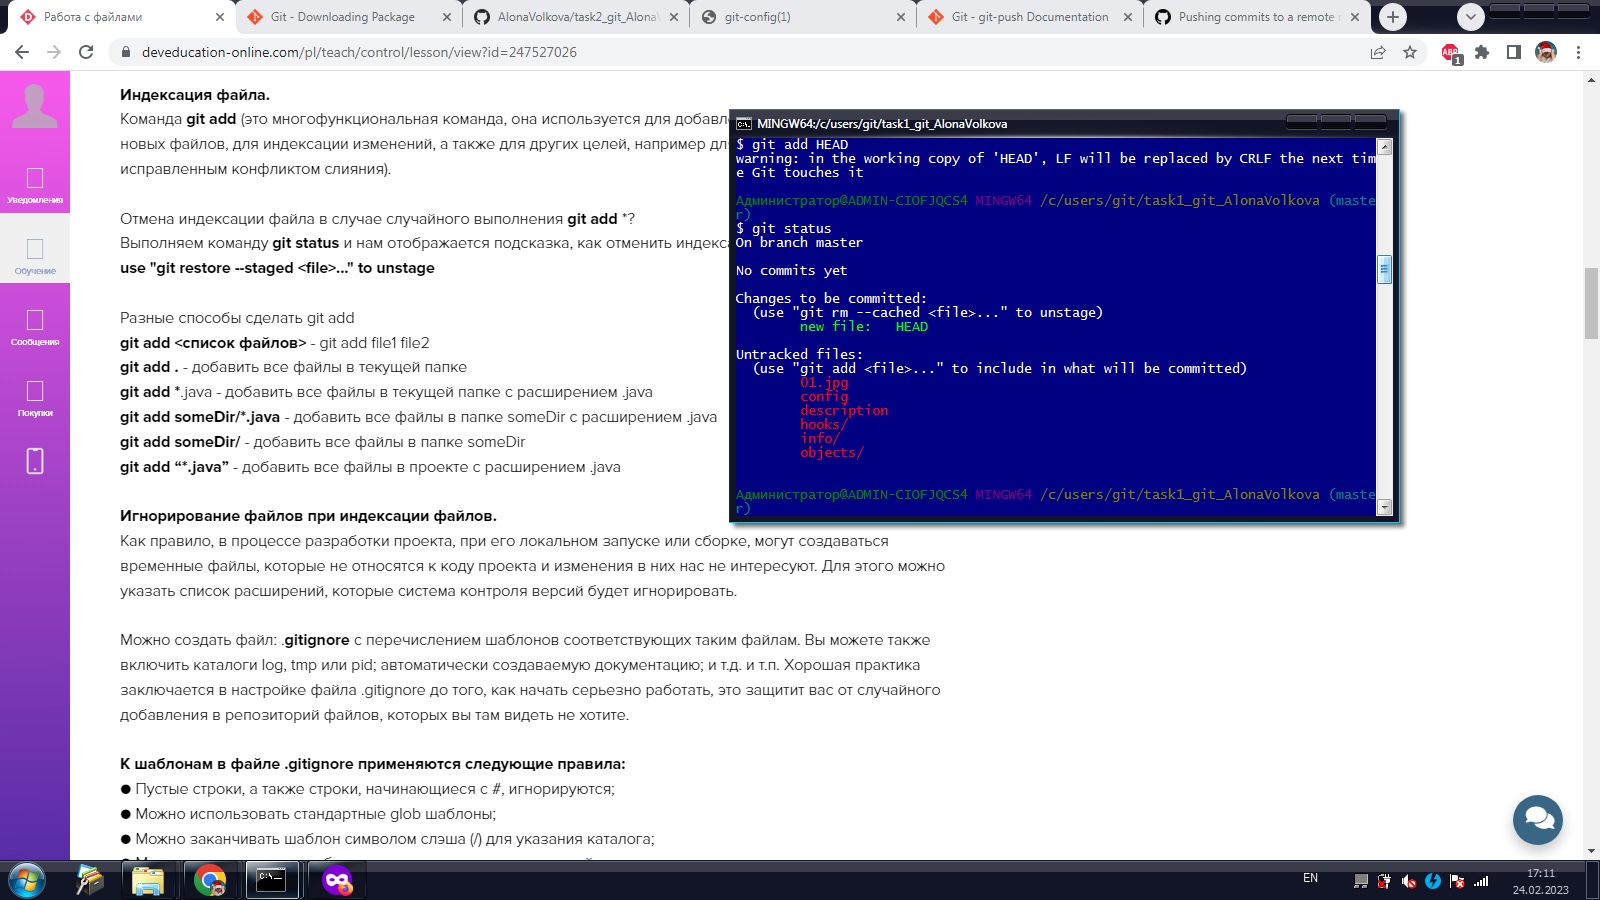 Работа с файлами
Git - Downloading Package
AlonaVolkova/task2_git_Alona
git-config(1)
Git - git-push Documentation
Pushing commits to a remote
deveducation-online.com/pl/teach/control/lesson/view?id=247527026
ABP
1
Уведомления
Обучение
Сообщения
Покупки
Индексация файла.
Команда git add (это многофункциональная команда, она используется для добавл
новых файлов, для индексации изменений, а также для других целей, например дл
исправленным конфликтом слияния).
Отмена индексации файла в случае случайного выполнения git add *?
Выполняем команду git status и нам отображается подсказка, как отменить индекса
use "git restore --staged <file>..." to unstage
Разные способы сделать git add
git add <список файлов> - git add file1 file2
git add . - добавить все файлы в текущей папке
git add *.java - добавить все файлы в текущей папке с расширением .java
git add someDir/*.java - добавить все файлы в папке someDir с расширением .java
git add someDir/ - добавить все файлы в папке someDir
git add “*.java” - добавить все файлы в проекте с расширением .java
Игнорирование файлов при индексации файлов.
Как правило, в процессе разработки проекта, при его локальном запуске или сборке, могут создаваться
временные файлы, которые не относятся к коду проекта и изменения в них нас не интересуют. Для этого можно
указать список расширений, которые система контроля версий будет игнорировать.
Можно создать файл: .gitignore с перечислением шаблонов соответствующих таким файлам. Вы можете также
включить каталоги log, tmp или pid; автоматически создаваемую документацию; и т.д. и т.п. Хорошая практика
заключается в настройке файла .gitignore до того, как начать серьезно работать, это защитит вас от случайного
добавления в репозиторий файлов, которых вы там видеть не хотите.
К шаблонам в файле .gitignore применяются следующие правила:
● Пустые строки, а также строки, начинающиеся с #, игнорируются;
● Можно использовать стандартные glob шаблоны;
● Можно заканчивать шаблон символом слэша (/) для указания каталога;
MINGW64:/c/users/git/task1_git_AlonaVolkova
$ git add HEAD
warning: in the working copy of 'HEAD', LF will be replaced by CRLF the next tim
e Git touches it
Администратор@ADMIN-CIOFJQCS4 MINGW64 /c/users/git/task1_git_AlonaVolkova (maste
r)
$ git status
On branch master
No commits yet
Changes to be committed:
(use "git rm --cached <file>..." to unstage)
new file: HEAD
Untracked files:
(use "git add <file>..." to include in what will be committed)
01.jpg
config
description
hooks/
info/
objects/
Администратор@ADMIN-CIOFJQCS4 MINGW64 /c/users/git/task1_git_AlonaVolkova (maste
r)
C:\.
EN
17:11
24.02.2023